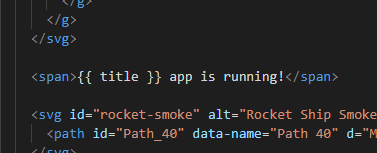 </g>
</g>
</svg>
<span>{{ title }} app is running!</span>
<svg id="rocket-smoke" alt="Rocket Ship Smoke
<path id="Path_40" data-name="Path 40" d="M
</svg>